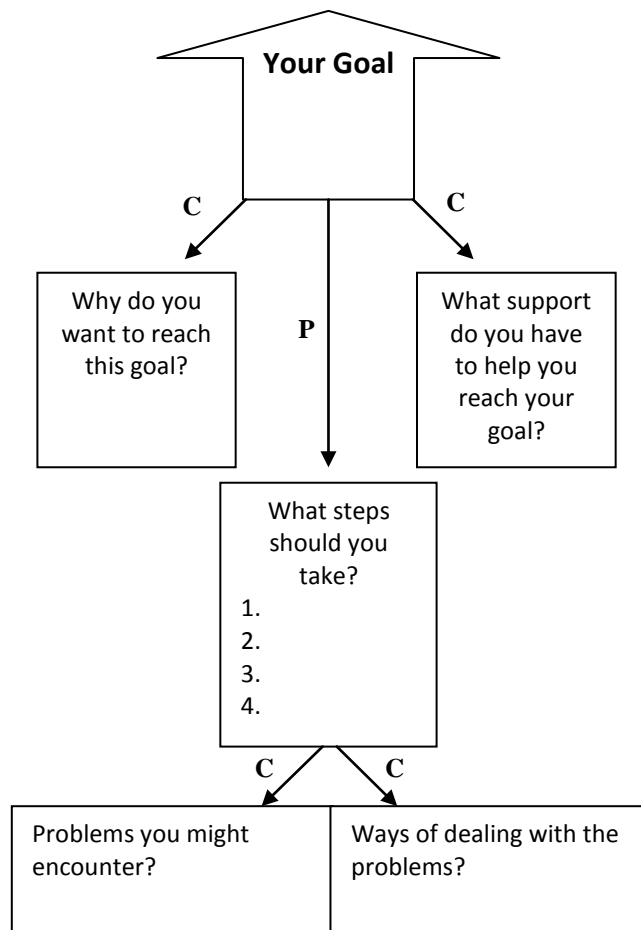 Your Goal
C
C
Why do you
want to reach
this goal?
P
What support
do you have
to help you
reach your
goal?
What steps
should you
take?
1.
2.
3.
4.
C
C
Problems you might
encounter?
Ways of dealing with the
problems?